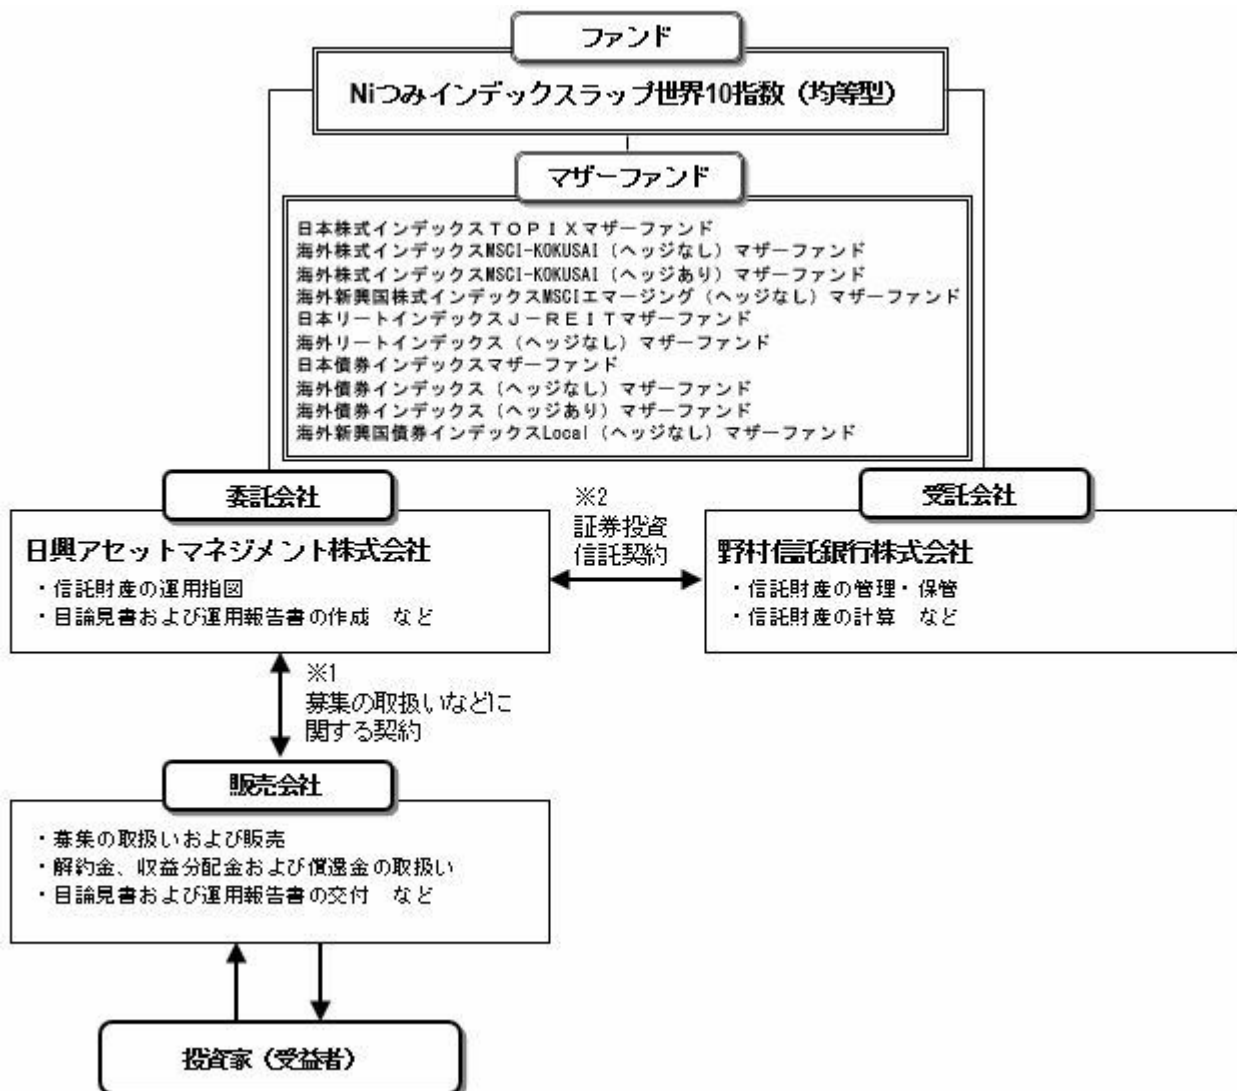 ファンド
Niつみインデックスラップ世界10指数（均等型）
マザーファンド
日本株式インデックスＴＯＰＩＸマザーファンド
海外株式インデックスMSCI-KOKUSAI（ヘッジなし）マザーファンド
海外株式インデックスMSCI-KOKUSAI（ヘッジあり）マザーファンド
海外新興国株式インデックスMSCIエマージング（ヘッジなし）マザーファンド
日本リートインデックスＪ－ＲＥＩＴマザーファンド
海外リートインデックス（ヘッジなし）マザーファンド
日本債券インデックスマザーファンド
海外債券インデックス（ヘッジなし）マザーファンド
海外債券インデックス（ヘッジあり）マザーファンド
海外新興国債券インデックスLocal（ヘッジなし）マザーファンド
委託会社
日興アセットマネジメント株式会社
・信託財産の運用指図
・目論見書および運用報告書の作成　など
※2
証券投資
信託契約
受託会社
野村信託銀行株式会社
・信託財産の管理・保管
・信託財産の計算　など
※1
募集の取扱いなどに
関する契約
販売会社
・募集の取扱いおよび販売
・解約金、収益分配金および償還金の取扱い
・目論見書および運用報告書の交付　など
投資家（受益者）